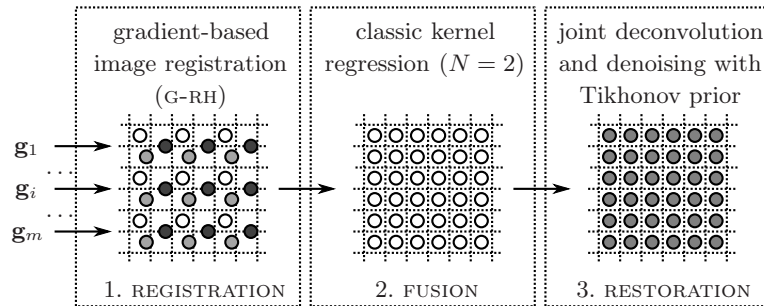 gradient-based
image registration
(G-RH)
classic kernel
regression (N = 2)
joint deconvolution
and denoising with
Tikhonov prior
g1
...
gi
...
gm
1. REGISTRATION
2. FUSION
3. RESTORATION